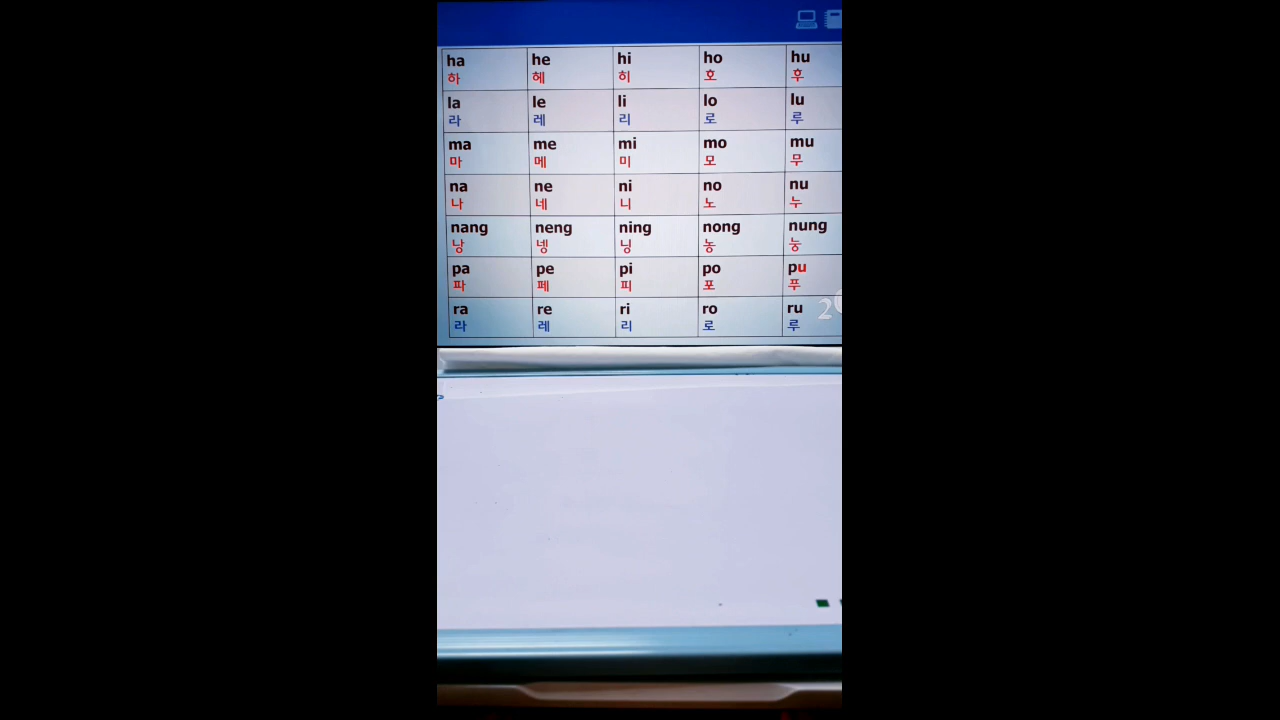 ha he hi ho hu
하 헤 히 호 후
la le li lo lu
라 레 리 로 루
ma me mi mo mu
마 메 미 모 무
na ne ni no nu
나 네 니 노 누
nang neng ning nong nung
낭 넹 닝 농 눙
pa pe pi po pu
파 페 피 포 푸
ra re ri ro ru
라 레 리 로 루
2